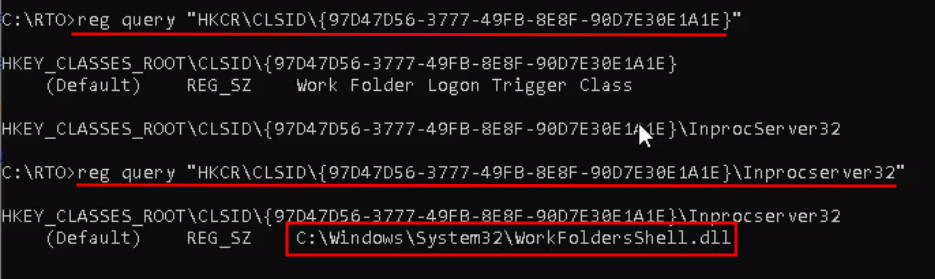 C:\RTO>reg query "HKCR\CLSID\{97D47D56-3777-49FB-8E8F-90D7E30E1A1E}"
HKEY_CLASSES_ROOT\CLSID\{97D47D56-3777-49FB-8E8F-90D7E30E1A1E}
(Default) REG_SZ Work Folder Logon Trigger Class
HKEY_CLASSES_ROOT\CLSID\{97D47D56-3777-49FB-8E8F-90D7E30E1A1E}\InprocServer32
C:\RTO>reg query "HKCR\CLSID\{97D47D56-3777-49FB-8E8F-90D7E30E1A1E}\Inprocserver32"
HKEY_CLASSES_ROOT\CLSID\{97D47D56-3777-49FB-8E8F-90D7E30E1A1E}\Inprocserver32
(Default) REG_SZ C:\Windows\System32\WorkFoldersShell.dll